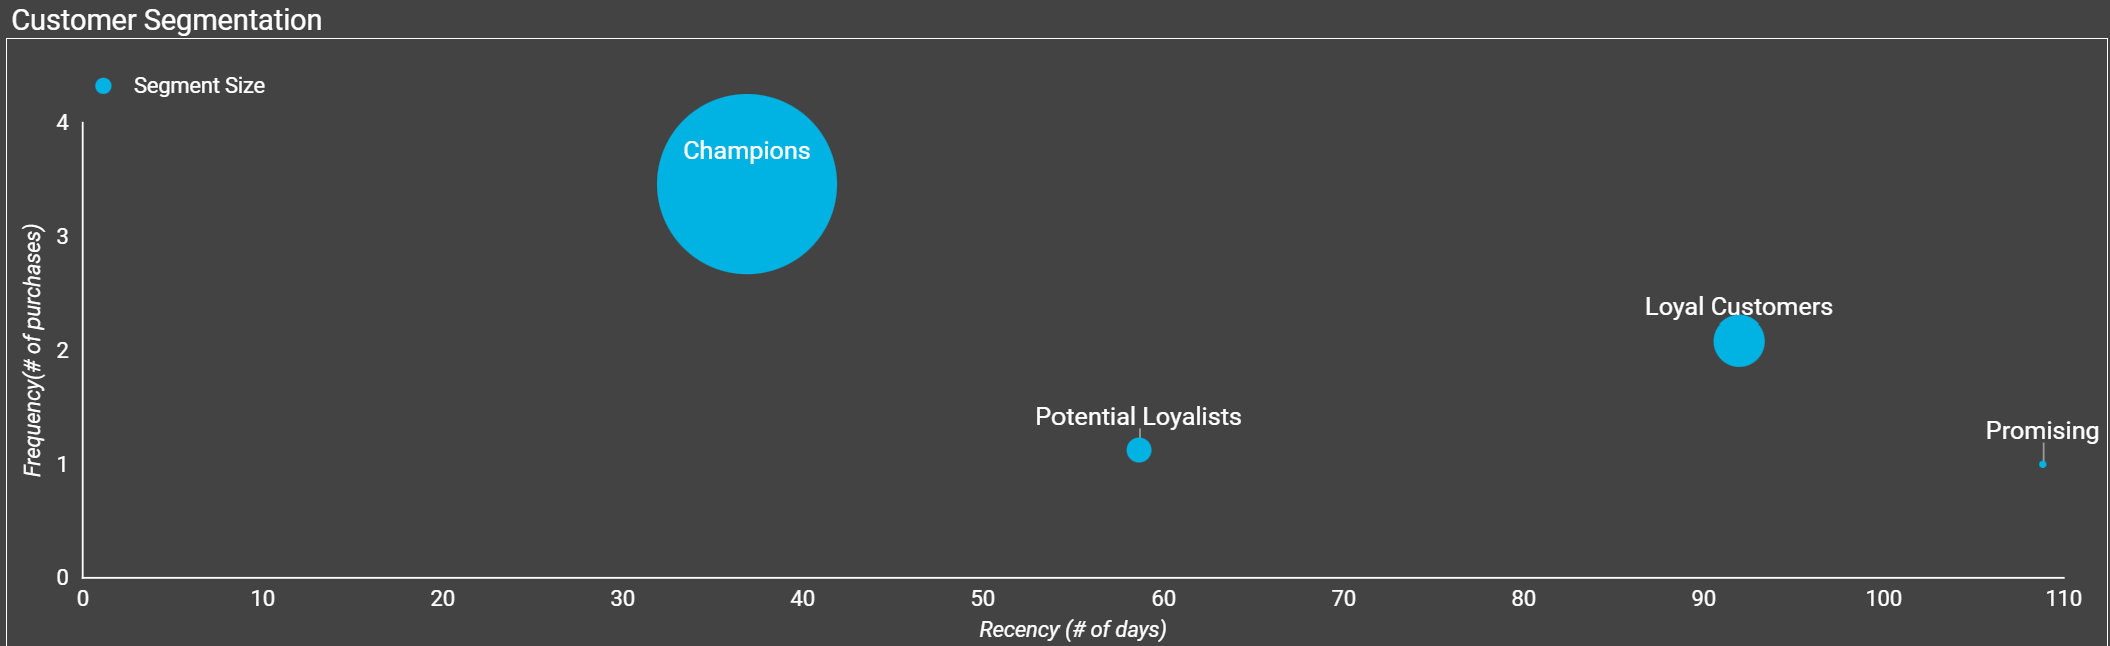 Customer Segmentation
Segment Size
4
Champions
3
Loyal Customers
2
Potential Loyalists
Promising
1
0
Frequency(# of purchases)
0 10 20 30 40 50 60 70 80 90 100 110
Recency (# of days)